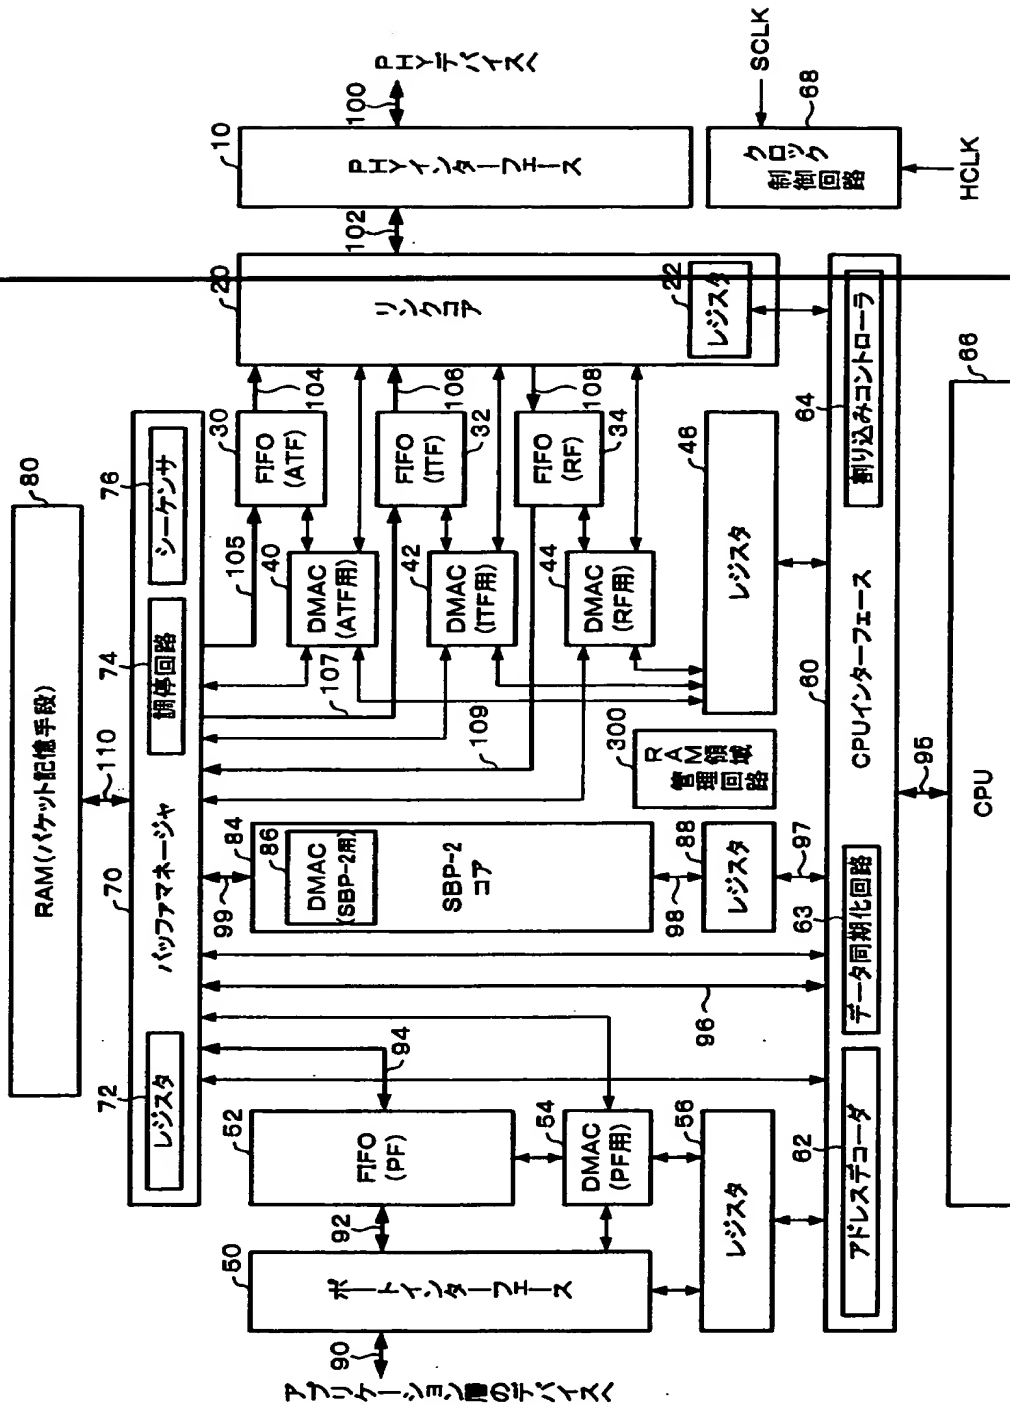 80
RAM(パケット記憶手段)
110
70
バッファマネージャ
72
レジスタ
74
調停回路
76
シーケンサ
アプリケーション層のデバイスへ
90
50
ポートインターフェース
92
52
FIFO
(PF)
94
54
DMAC
(PF用)
56
レジスタ
96
99
84
86
DMAC
(SBP-2用)
SBP-2
コア
98
88
レジスタ
97
300
RAM領域
管理回路
105
107
109
40
DMAC
(ATF用)
42
DMAC
(ITF用)
44
DMAC
(RF用)
30
FIFO
(ATF)
32
FIFO
(ITF)
34
FIFO
(RF)
104
106
108
46
レジスタ
20
リンクコア
22
レジスタ
102
10
PHYインターフェース
100
PHYデバイスへ
68
クロック
制御回路
SCLK
HCLK
60
CPUインターフェース
62
アドレスデコーダ
63
データ同期化回路
64
割り込みコントローラ
95
66
CPU